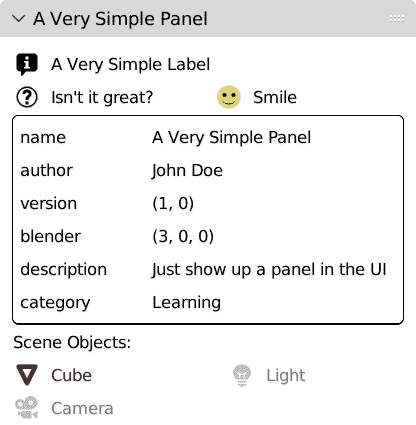 A Very Simple Panel
A Very Simple Label
Isn't it great? Smile
name A Very Simple Panel
author John Doe
version (1, 0)
blender (3, 0, 0)
description Just show up a panel in the UI
category Learning
Scene Objects:
Cube Light
Camera